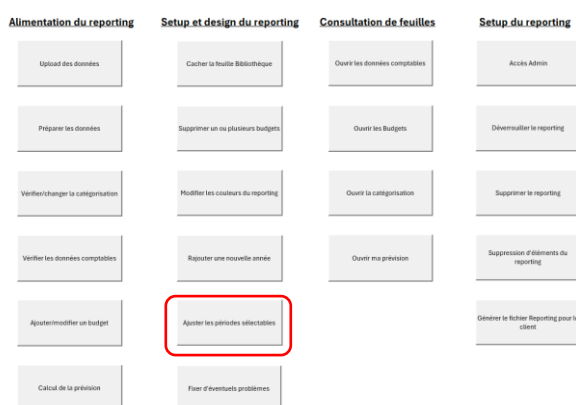 Alimentation du reporting
Setup et design du reporting
Consultation de feuilles
Setup du reporting
Upload des données
Cacher la feuille Bibliothèque
Ouvrir les données comptables
Accès Admin
Préparer les données
Supprimer un ou plusieurs budgets
Ouvrir les Budgets
Déverrouiller le reporting
Vérifier/changer la catégorisation
Modifier les couleurs du reporting
Ouvrir la catégorisation
Supprimer le reporting
Vérifier les données comptables
Rajouter une nouvelle année
Ouvrir ma prévision
Suppression d'éléments du
reporting
Ajouter/modifier un budget
Ajuster les périodes sélectables
Générer le fichier Reporting pour le
client
Calcul de la prévision
Fixer d'éventuels problèmes